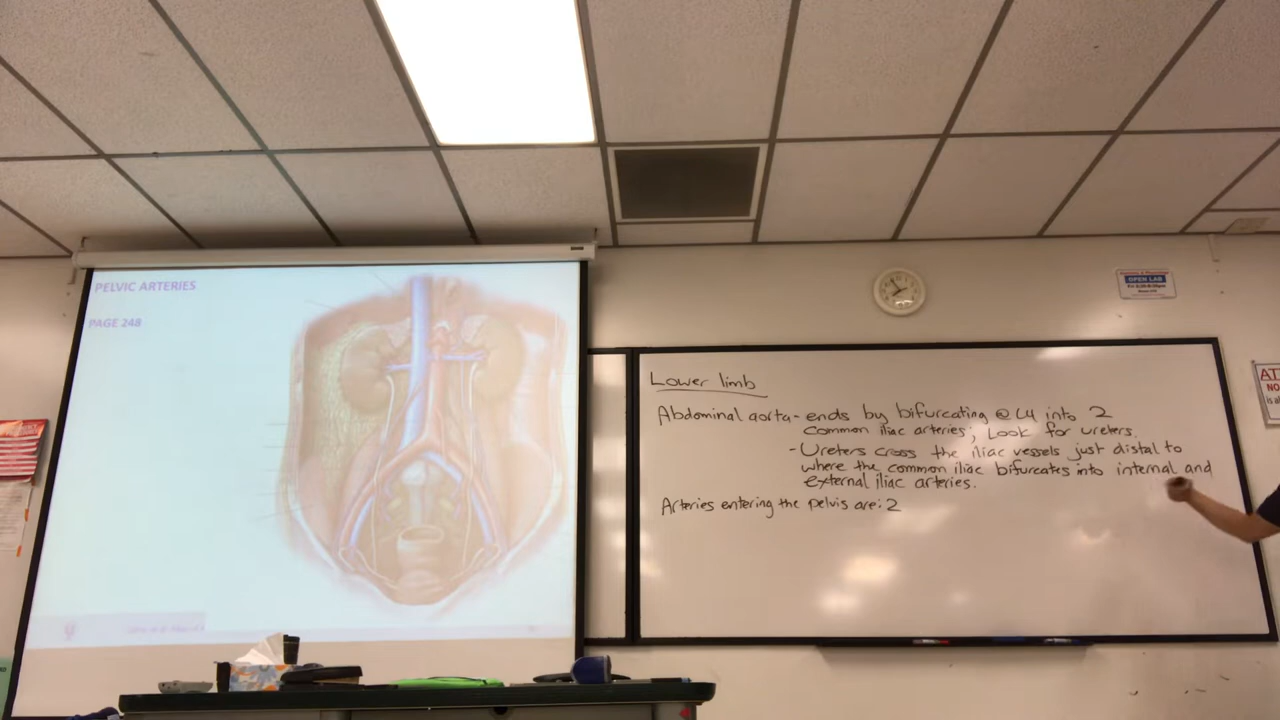 PELVIC ARTERIES
PAGE 248
OPEN LAB
Lower limb
Abdominal aorta - ends by bifurcating @ L4 into 2
common iliac arteries; Look for ureters.
- Ureters cross the iliac vessels just distal to
where the common iliac bifurcates into internal and
external iliac arteries.
Arteries entering the pelvis are: 2
NO